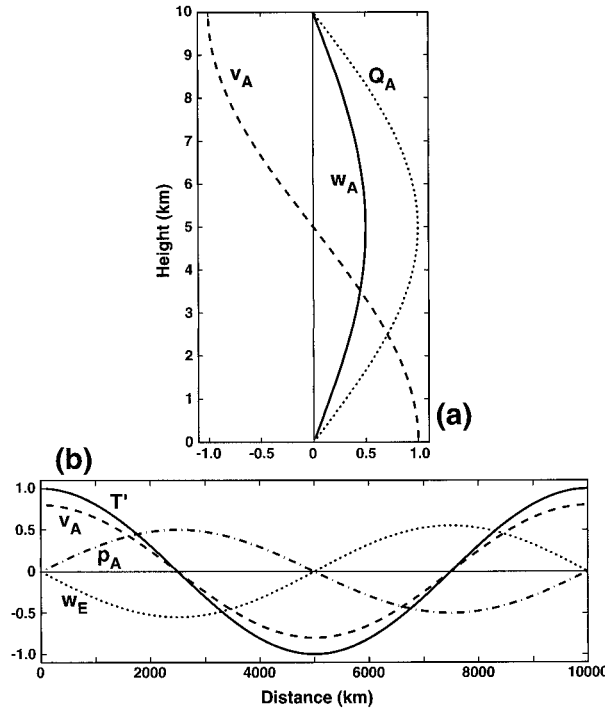 10
9
8
7
6
5
4
3
2
1
0
Height (km)
v_A
Q_A
w_A
(a)
-1.0 -0.5 0 0.5 1.0
(b)
1.0
0.5
0
-0.5
-1.0
T'
v_A
p_A
w_E
0 2000 4000 6000 8000 10000
Distance (km)